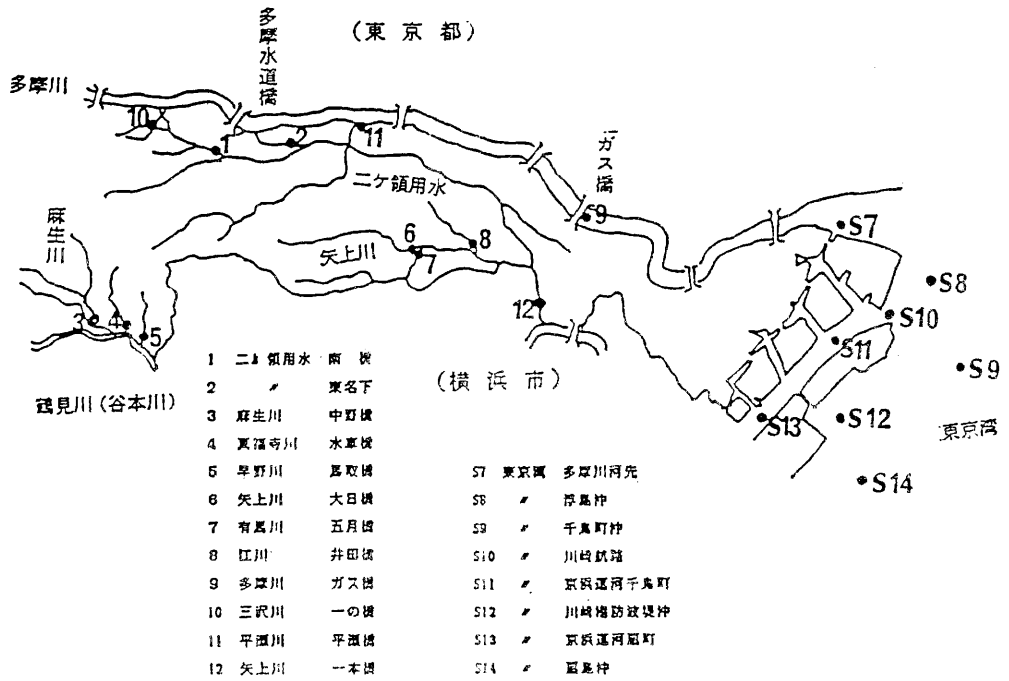 (東京都)
多摩水道橋
多摩川
10
1
2
11
ガス橋
二ケ領用水
9
麻生川
矢上川
6
7
8
S7
S8
3
4
5
12
S10
S11
S9
鶴見川(谷本川)
(横浜市)
S13
S12
東京湾
S14
1 二ヶ領用水 南橋
2 〃 東名下
3 麻生川 中野橋
4 真福寺川 水車橋
5 早野川 馬取橋
6 矢上川 大日橋
7 有馬川 五月橋
8 江川 井田橋
9 多摩川 ガス橋
10 三沢川 一の橋
11 平瀬川 平瀬橋
12 矢上川 一本橋
S7 東京湾 多摩川河先
S8 〃 浮島沖
S9 〃 千鳥町沖
S10 〃 川崎航路
S11 〃 京浜運河千鳥町
S12 〃 川崎港防波堤沖
S13 〃 京浜運河扇町
S14 〃 扇島沖